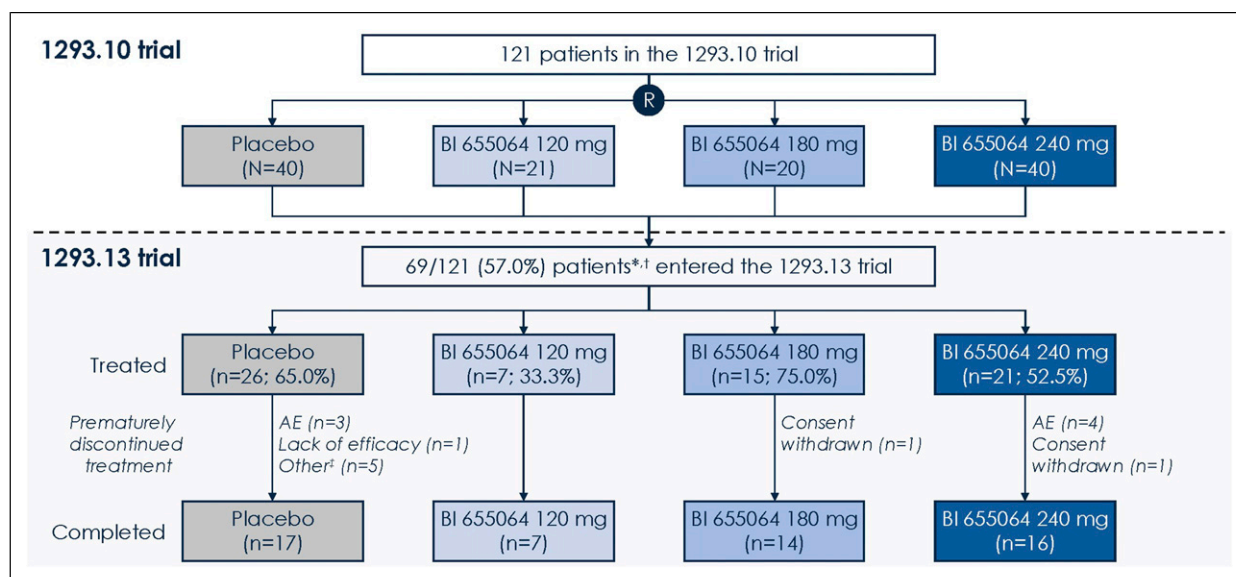 1293.10 trial
121 patients in the 1293.10 trial
R
Placebo
(N=40)
BI 655064 120 mg
(N=21)
BI 655064 180 mg
(N=20)
BI 655064 240 mg
(N=40)
1293.13 trial
69/121 (57.0%) patients*,† entered the 1293.13 trial
Treated
Placebo
(n=26; 65.0%)
BI 655064 120 mg
(n=7; 33.3%)
BI 655064 180 mg
(n=15; 75.0%)
BI 655064 240 mg
(n=21; 52.5%)
Prematurely
discontinued
treatment
AE (n=3)
Lack of efficacy (n=1)
Other‡ (n=5)
Consent
withdrawn (n=1)
AE (n=4)
Consent
withdrawn (n=1)
Completed
Placebo
(n=17)
BI 655064 120 mg
(n=7)
BI 655064 180 mg
(n=14)
BI 655064 240 mg
(n=16)